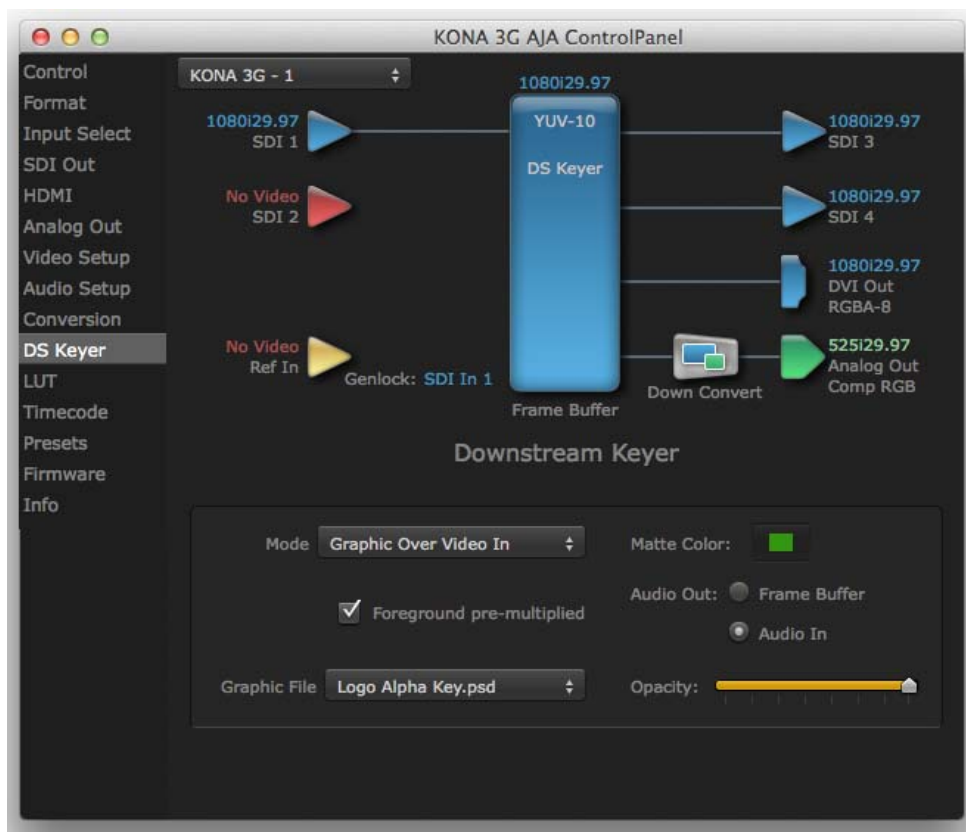 KONA 3G AJA ControlPanel
Control
Format
Input Select
SDI Out
HDMI
Analog Out
Video Setup
Audio Setup
Conversion
DS Keyer
LUT
Timecode
Presets
Firmware
Info
KONA 3G - 1
1080i29.97
1080i29.97
SDI 1
YUV-10
DS Keyer
1080i29.97
SDI 3
No Video
SDI 2
1080i29.97
SDI 4
1080i29.97
DVI Out
RGBA-8
No Video
Ref In
Genlock: SDI In 1
Frame Buffer
Down Convert
525i29.97
Analog Out
Comp RGB
Downstream Keyer
Mode Graphic Over Video In
Matte Color:
Foreground pre-multiplied
Audio Out: Frame Buffer
Audio In
Graphic File Logo Alpha Key.psd
Opacity: